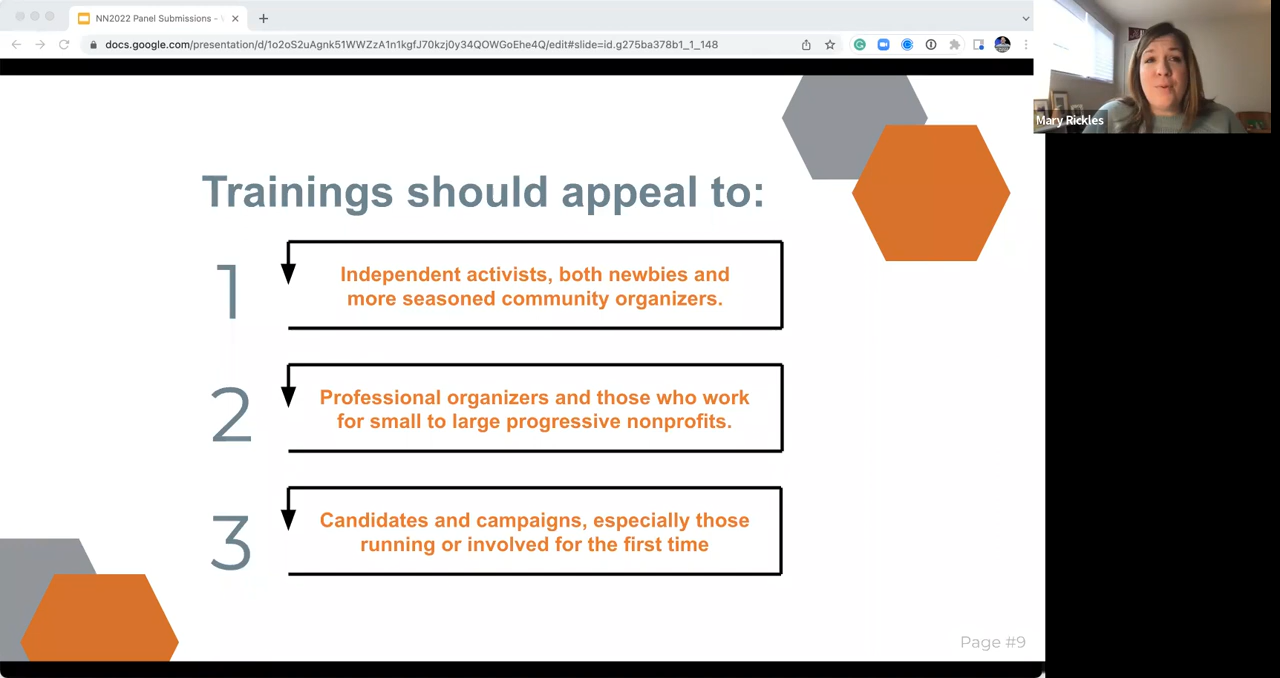 NN2022 Panel Submissions -
docs.google.com/presentation/d/1o2oS2uAgnk51WWZzA1n1kgfJ70kzj0y34QOWGoEhe4Q/edit#slide=id.g275ba378b1_1_148
Mary Rickles
Trainings should appeal to:
1
Independent activists, both newbies and
more seasoned community organizers.
2
Professional organizers and those who work
for small to large progressive nonprofits.
3
Candidates and campaigns, especially those
running or involved for the first time
Page #9